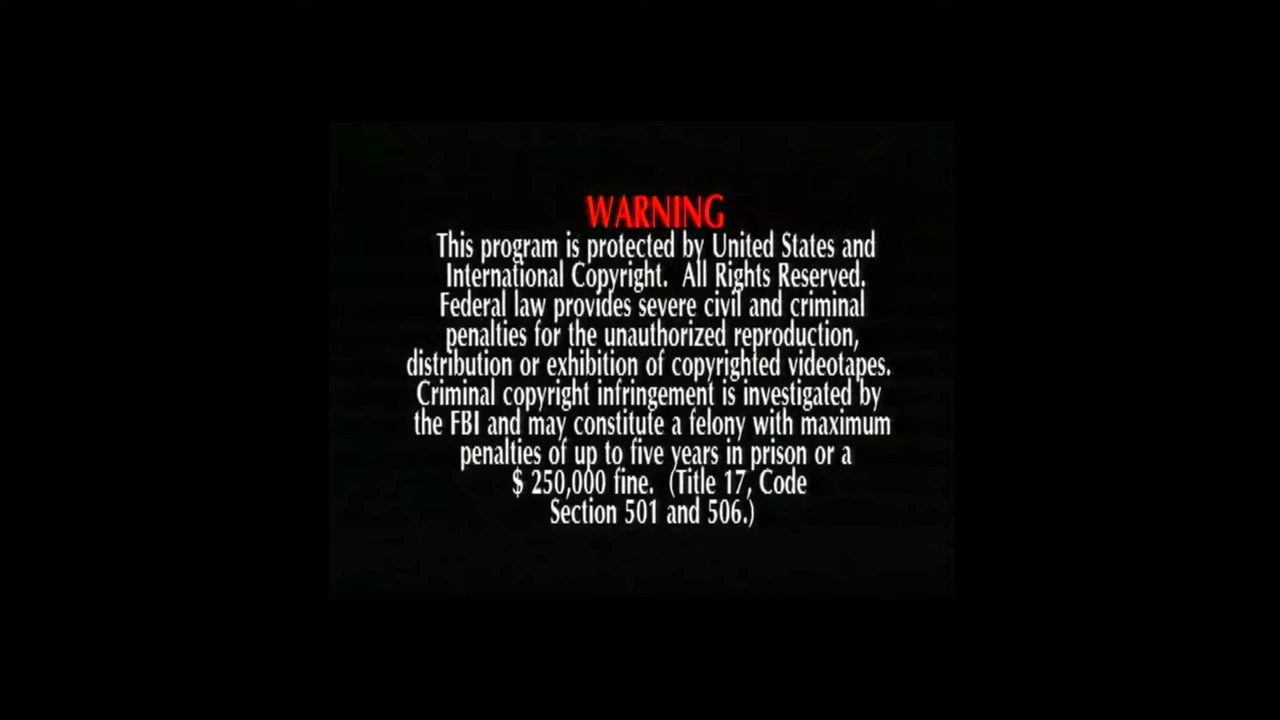 WARNING
This program is protected by United States and
International Copyright.  All Rights Reserved.
Federal law provides severe civil and criminal
penalties for the unauthorized reproduction,
distribution or exhibition of copyrighted videotapes.
Criminal copyright infringement is investigated by
the FBI and may constitute a felony with maximum
penalties of up to five years in prison or a
$ 250,000 fine.  (Title 17, Code
Section 501 and 506.)